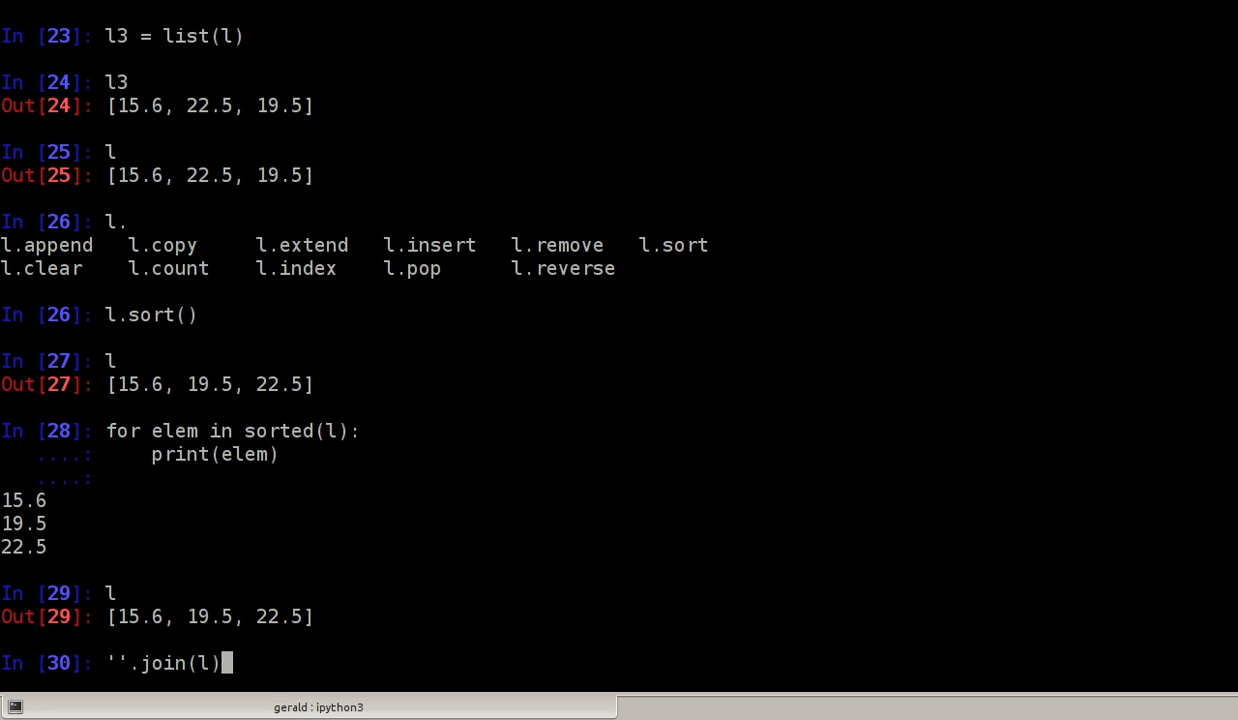 In [23]: l3 = list(l)
In [24]: l3
Out[24]: [15.6, 22.5, 19.5]
In [25]: l
Out[25]: [15.6, 22.5, 19.5]
In [26]: l.
l.append   l.copy     l.extend   l.insert   l.remove   l.sort
l.clear    l.count    l.index    l.pop      l.reverse
In [26]: l.sort()
In [27]: l
Out[27]: [15.6, 19.5, 22.5]
In [28]: for elem in sorted(l):
   ....:     print(elem)
   ....:
15.6
19.5
22.5
In [29]: l
Out[29]: [15.6, 19.5, 22.5]
In [30]: ''.join(l)
gerald : ipython3